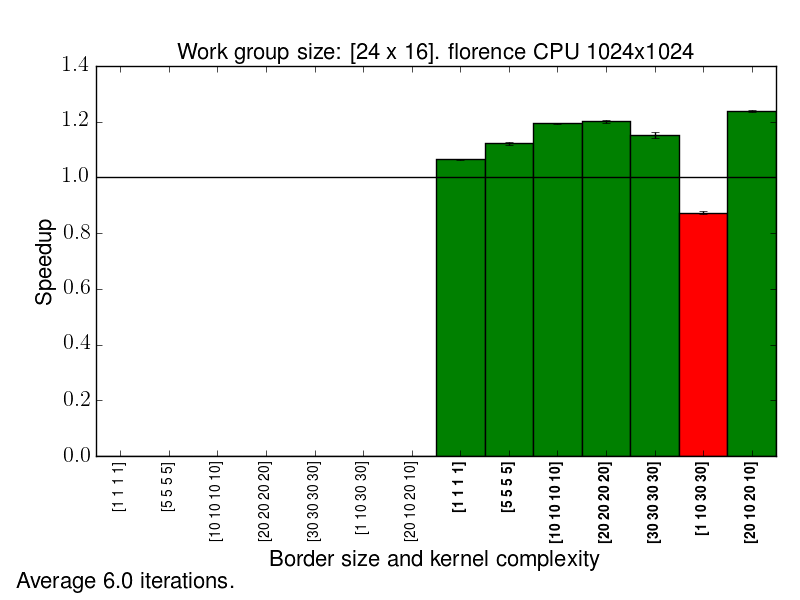 Work group size: [24 x 16]. florence CPU 1024x1024
1.4
1.2
1.0
0.8
0.6
0.4
0.2
0.0
Speedup
[1 1 1 1]
[5 5 5 5]
[10 10 10 10]
[20 20 20 20]
[30 30 30 30]
[1 10 30 30]
[20 10 20 10]
[1 1 1 1]
[5 5 5 5]
[10 10 10 10]
[20 20 20 20]
[30 30 30 30]
[1 10 30 30]
[20 10 20 10]
Border size and kernel complexity
Average 6.0 iterations.